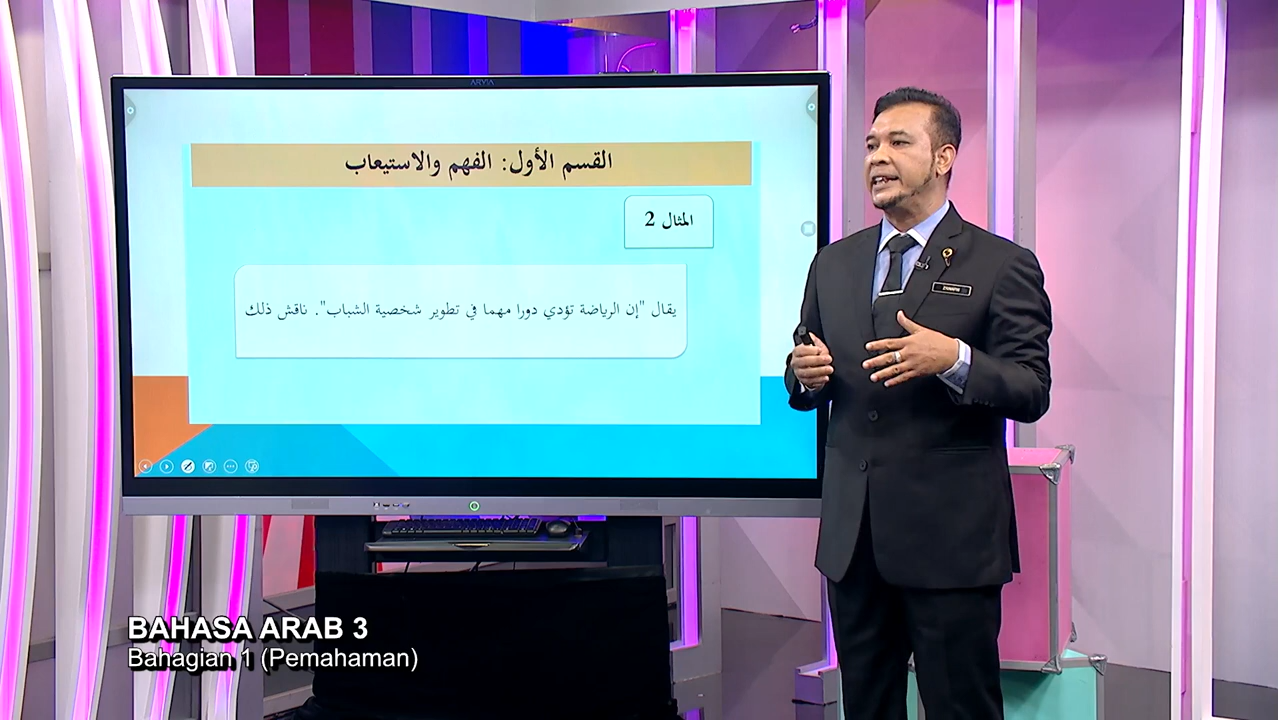 القسم الأول: الفهم والاستيعاب
المثال 2
يقال "إن الرياضة تؤدي دورا مهما في تطوير شخصية الشباب". ناقش ذلك
BAHASA ARAB 3
Bahagian 1 (Pemahaman)